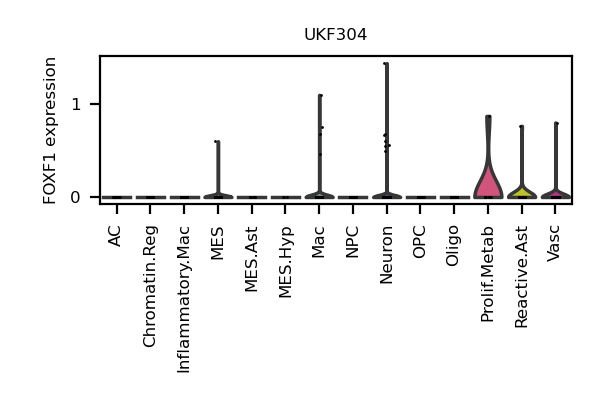 UKF304
FOXF1 expression
1
0
AC
Chromatin.Reg
Inflammatory.Mac
MES
MES.Ast
MES.Hyp
Mac
NPC
Neuron
OPC
Oligo
Prolif.Metab
Reactive.Ast
Vasc